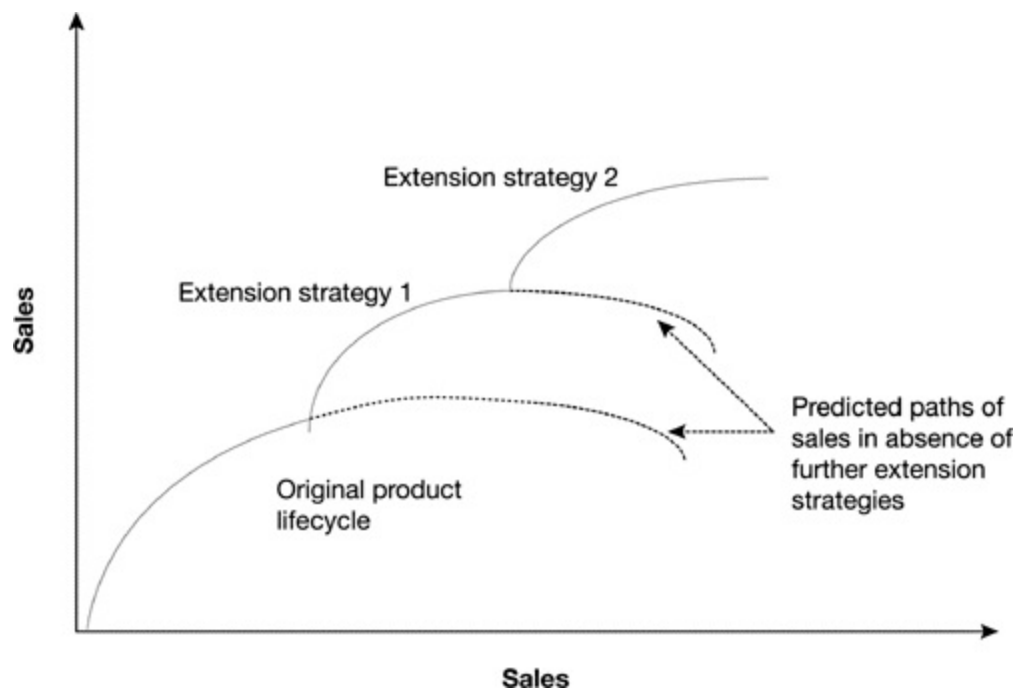 Extension strategy 2
Extension strategy 1
Sales
Predicted paths of
sales in absence of
further extension
strategies
Original product
lifecycle
Sales